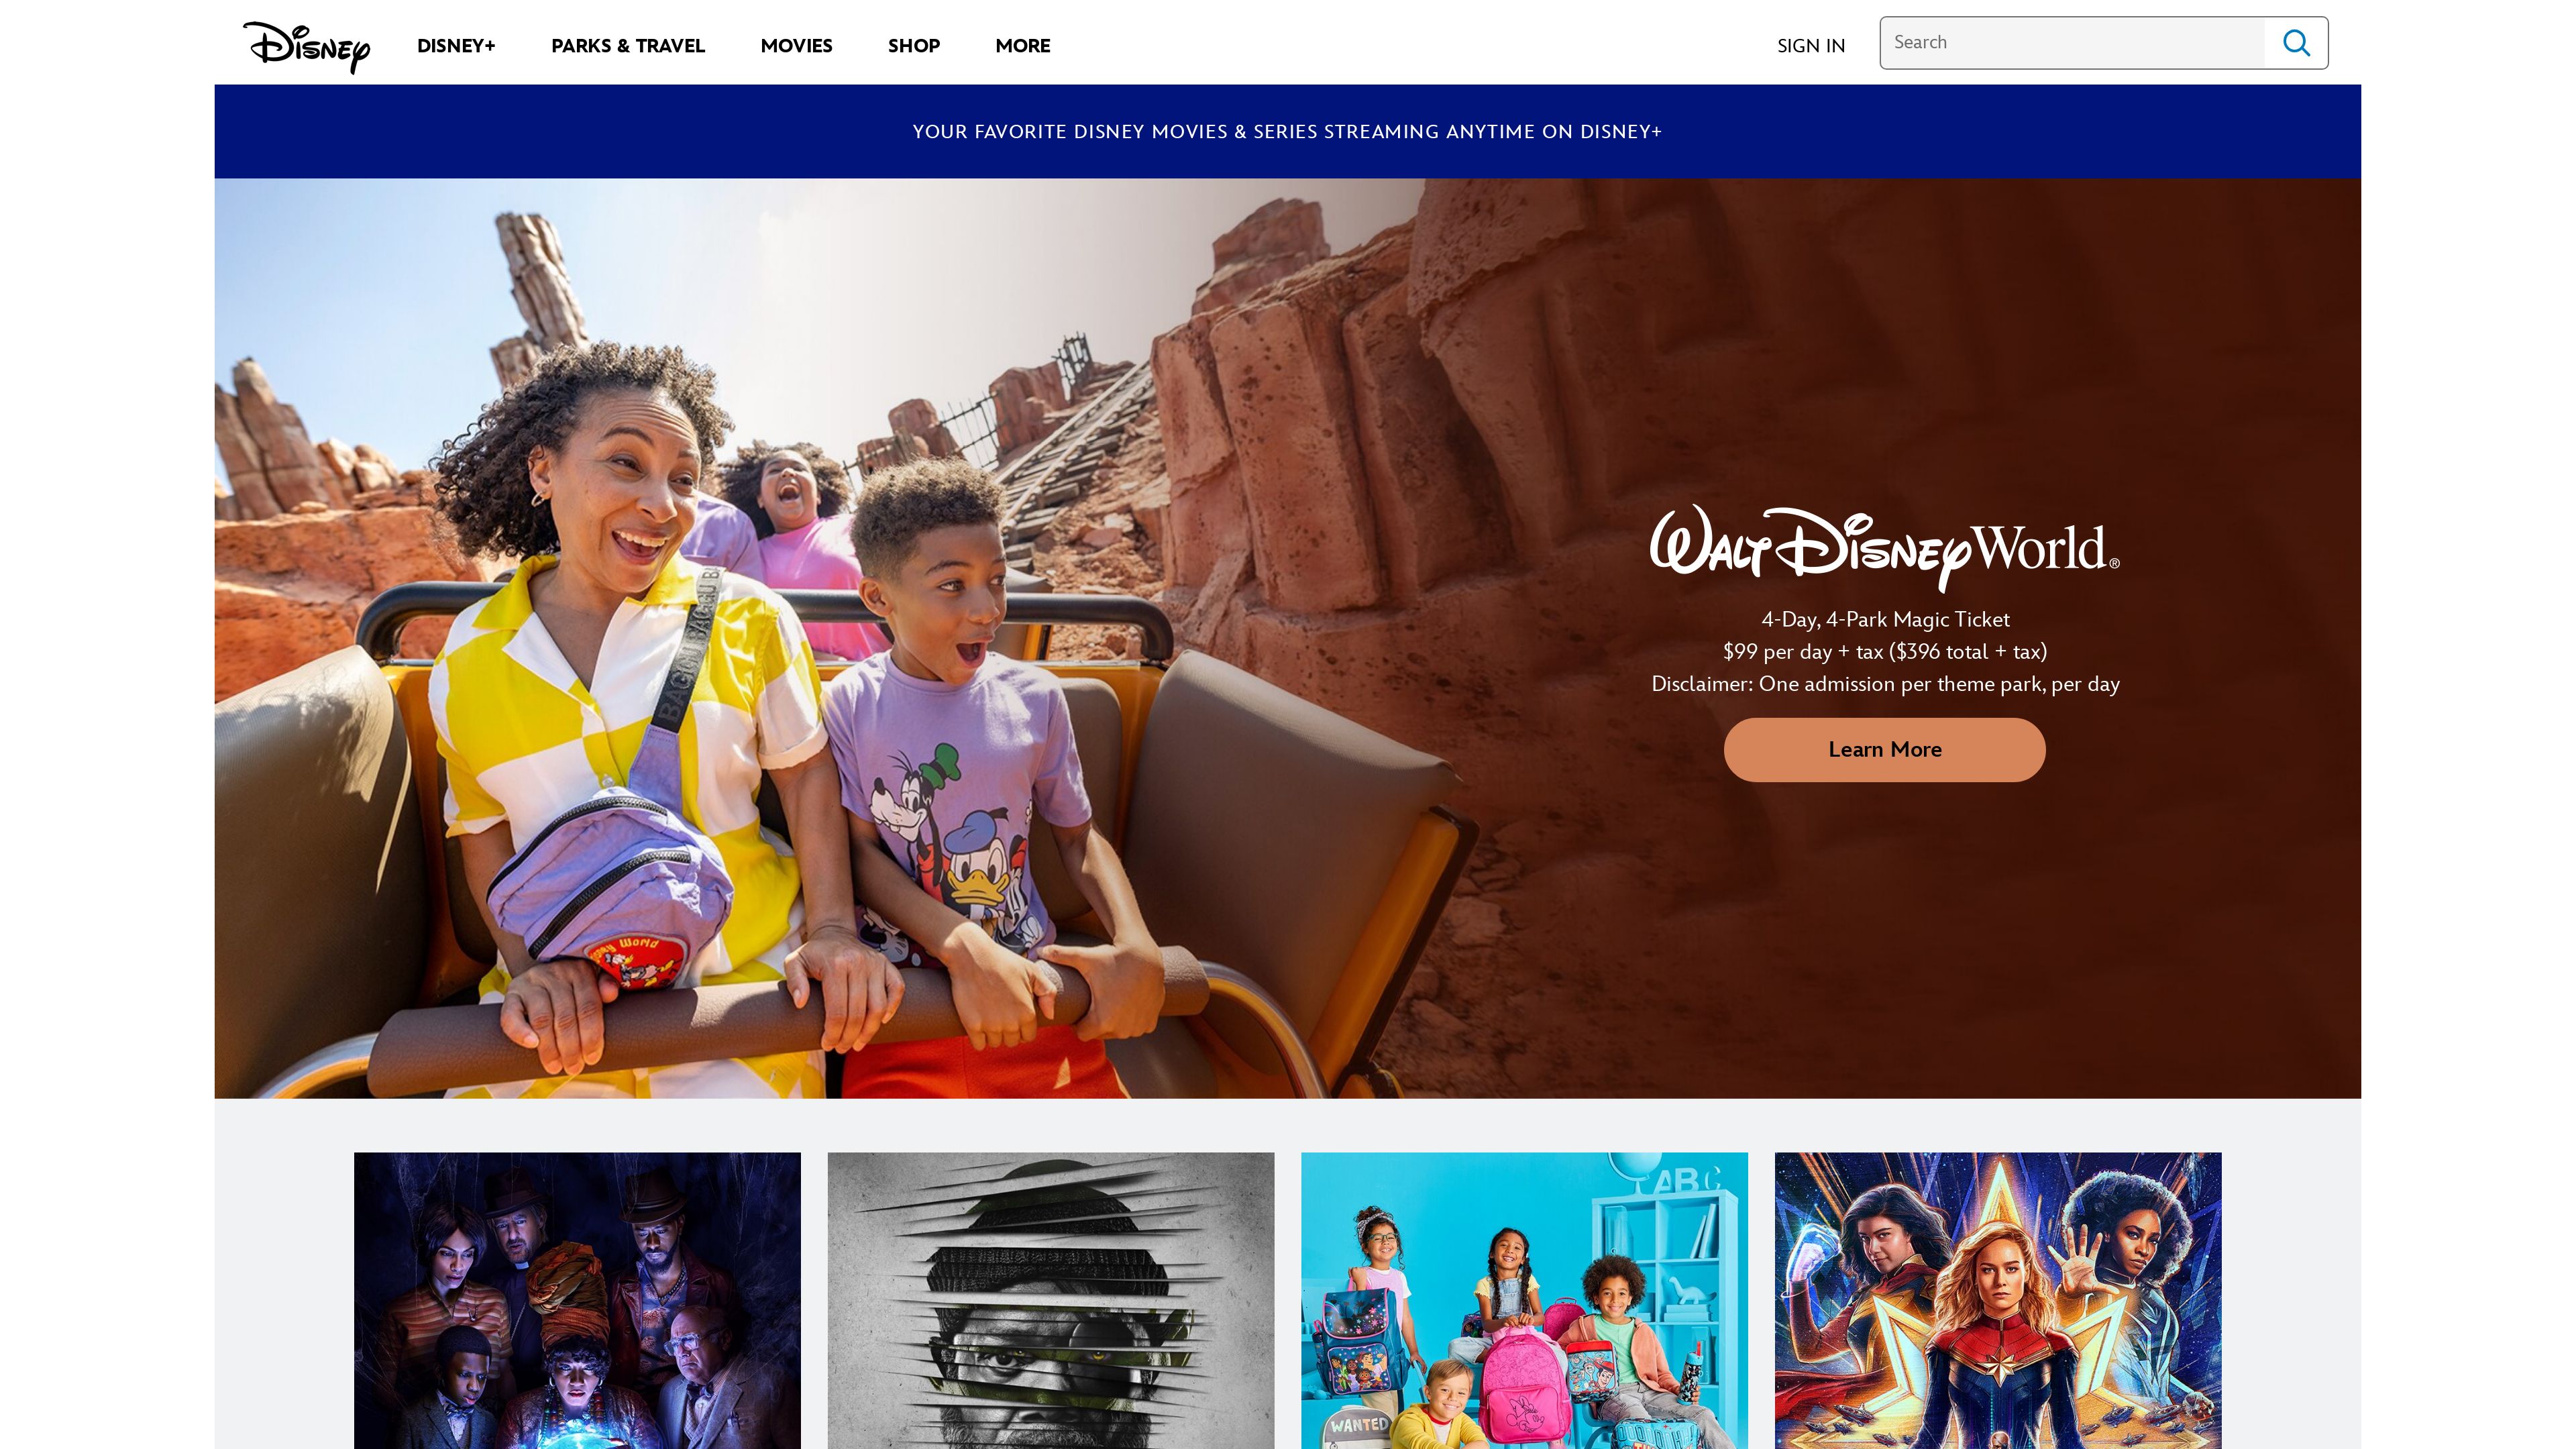 Disney
DISNEY+
PARKS & TRAVEL
MOVIES
SHOP
MORE
SIGN IN
Search
YOUR FAVORITE DISNEY MOVIES & SERIES STREAMING ANYTIME ON DISNEY+
WALT DISNEY World®
4-Day, 4-Park Magic Ticket
$99 per day + tax ($396 total + tax)
Disclaimer: One admission per theme park, per day
Learn More
World
ABC
WANTED